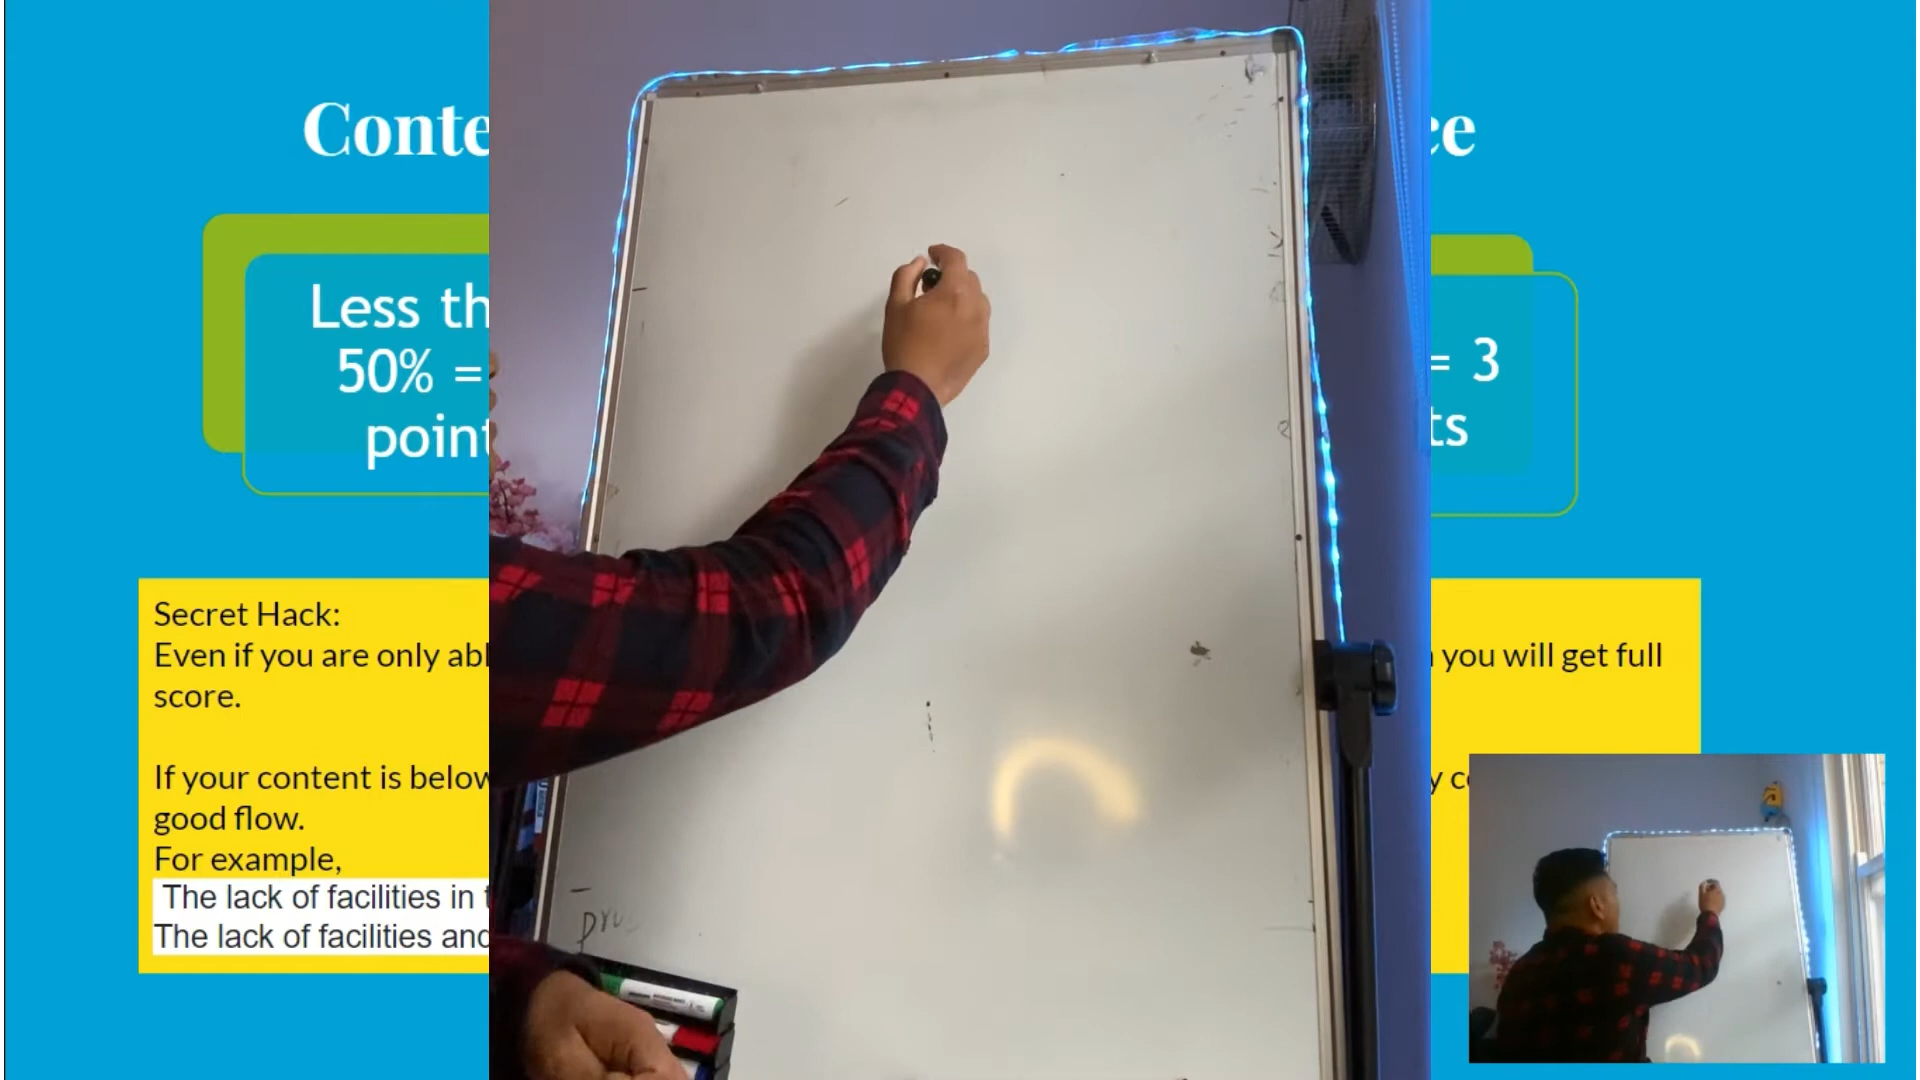 Conte
ce
Less th
50% =
point
= 3
ts
Secret Hack:
Even if you are only abl
you will get full
score.
If your content is below
y c
good flow.
For example,
The lack of facilities in t
The lack of facilities and
pru